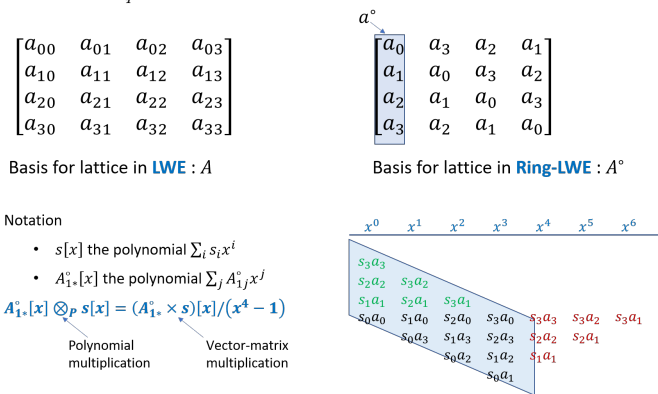 a°
[a₀₀ a₀₁ a₀₂ a₀₃
a₁₀ a₁₁ a₁₂ a₁₃
a₂₀ a₂₁ a₂₂ a₂₃
a₃₀ a₃₁ a₃₂ a₃₃]
Basis for lattice in LWE : A
[a₀ a₃ a₂ a₁
a₁ a₀ a₃ a₂
a₂ a₁ a₀ a₃
a₃ a₂ a₁ a₀]
Basis for lattice in Ring-LWE : A°
Notation
• s[x] the polynomial ∑ᵢ sᵢxⁱ
• A°₁∗[x] the polynomial ∑ⱼ A°₁ⱼxʲ
A°₁∗[x] ⊗ₚ s[x] = (A°₁∗ × s)[x]/(x⁴ − 1)
Polynomial
multiplication
Vector-matrix
multiplication
x⁰ x¹ x² x³ x⁴ x⁵ x⁶
s₃a₃
s₂a₂ s₃a₂
s₁a₁ s₂a₁ s₃a₁
s₀a₀ s₁a₀ s₂a₀ s₃a₀ s₃a₃ s₃a₂ s₃a₁
s₀a₃ s₁a₃ s₂a₃ s₂a₂ s₂a₁
s₀a₂ s₁a₂ s₁a₁
s₀a₁